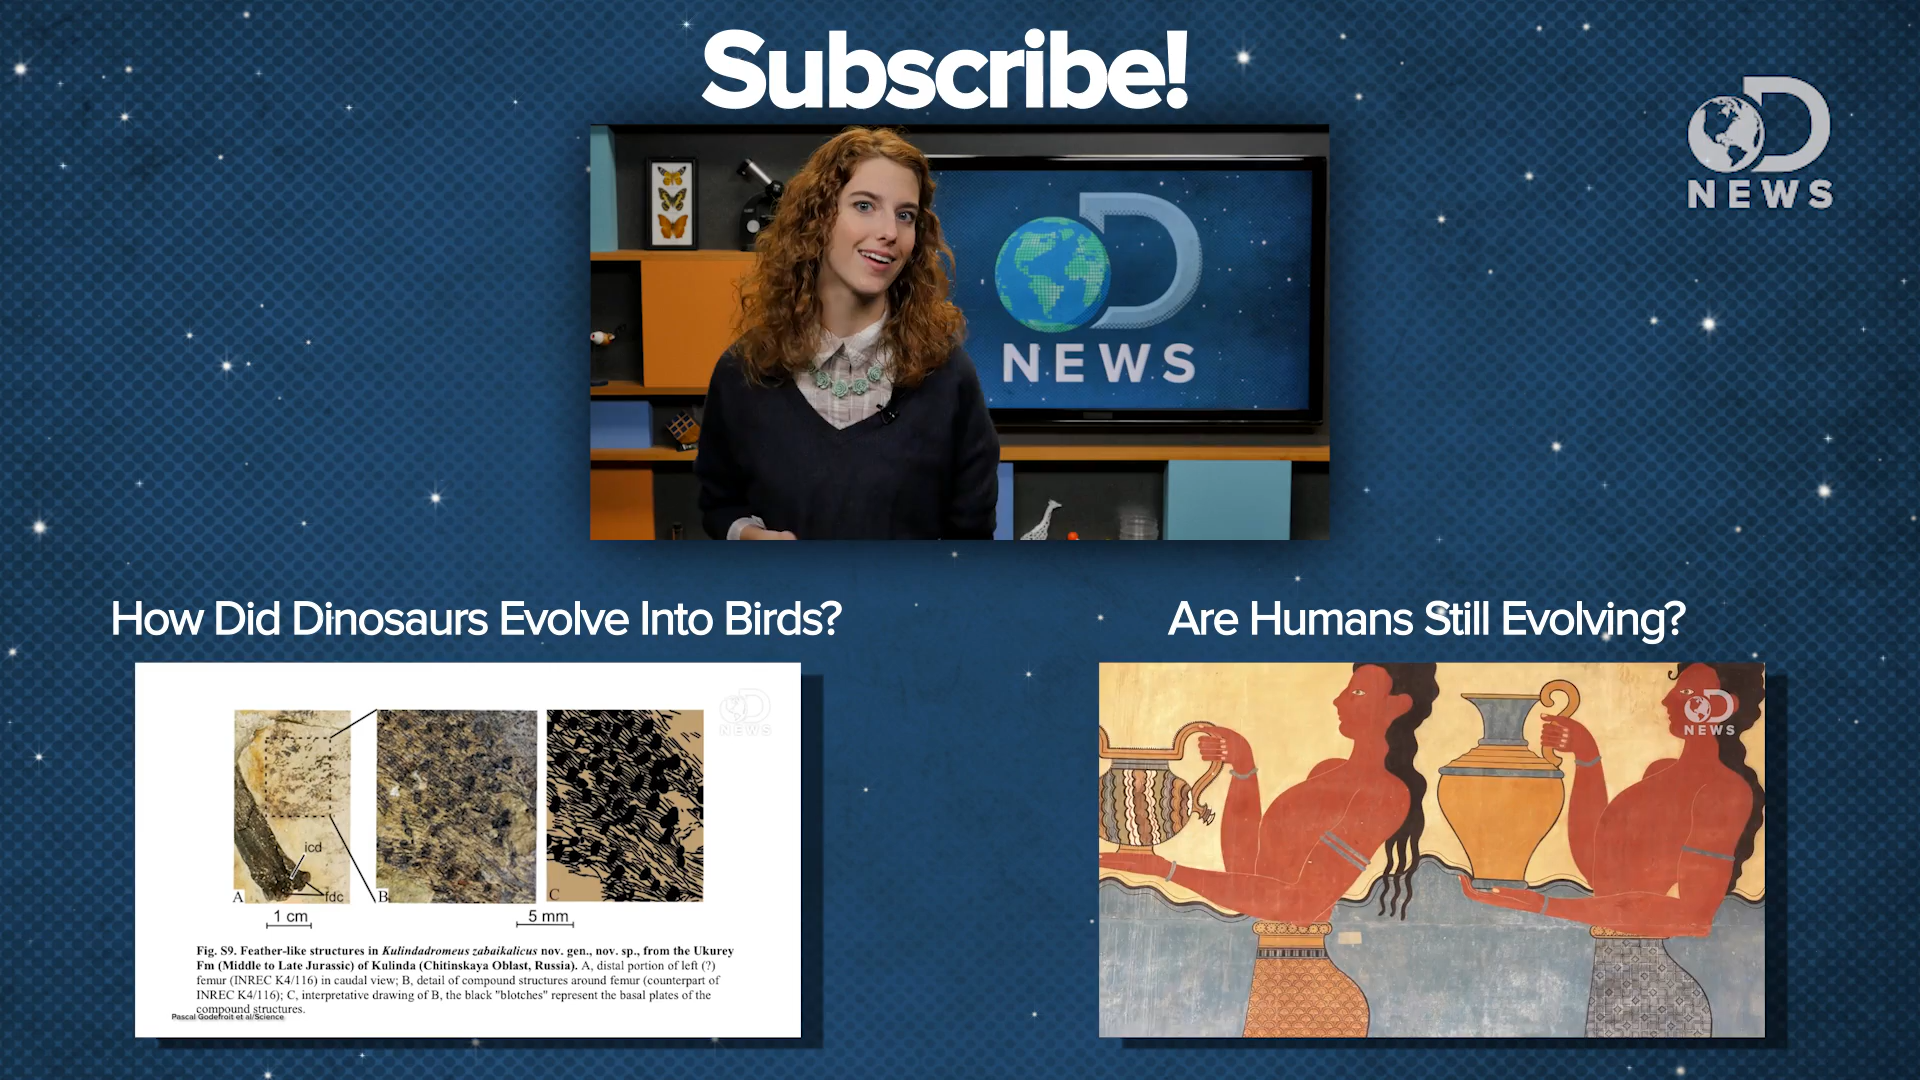 Subscribe!
NEWS
NEWS
How Did Dinosaurs Evolve Into Birds?
Are Humans Still Evolving?
NEWS
NEWS
icd
fdc
A
B
C
1 cm
5 mm
Fig. S9. Feather-like structures in Kulindadromeus zabaikalicus nov. gen., nov. sp., from the Ukurey
Fm (Middle to Late Jurassic) of Kulinda (Chitinskaya Oblast, Russia). A, distal portion of left (?)
femur (INREC K4/116) in caudal view; B, detail of compound structures around femur (counterpart of
INREC K4/116); C, interpretative drawing of B, the black "blotches" represent the basal plates of the
compound structures.
Pascal Godefroit et al/Science